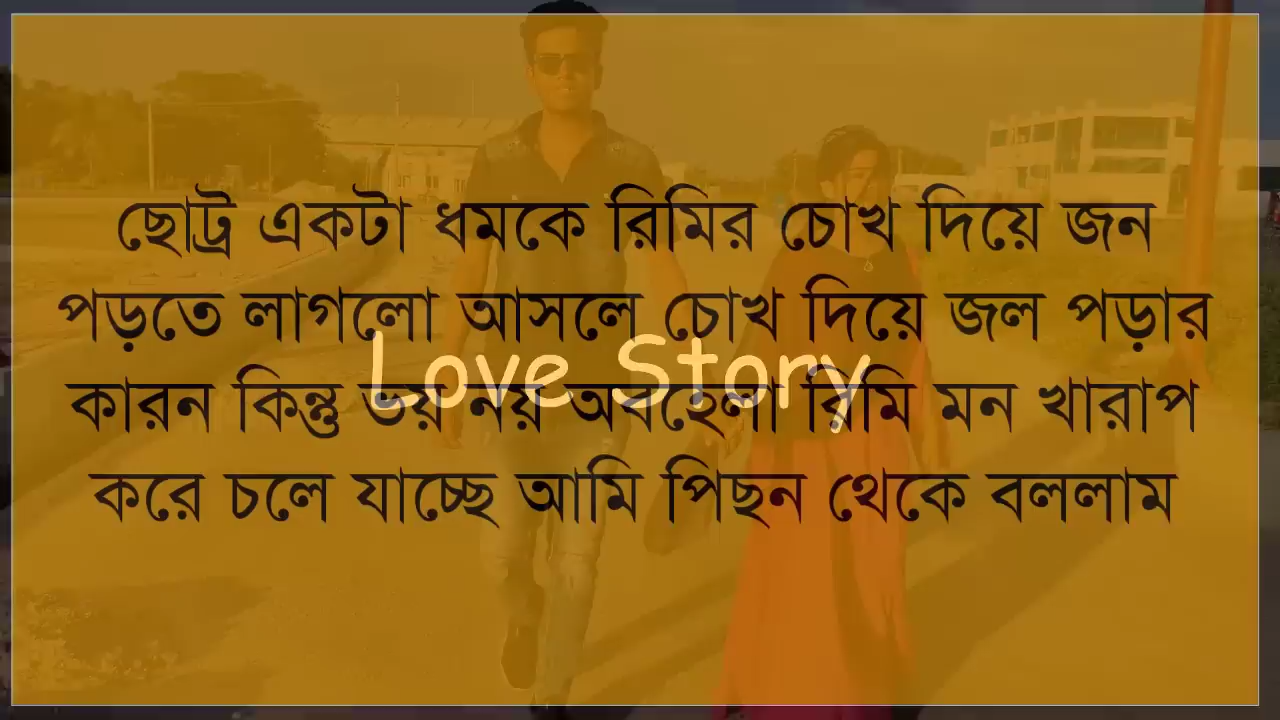 ছোট্র একটা ধমকে রিমির চোখ দিয়ে জন
পড়তে লাগলো আসলে চোখ দিয়ে জল পড়ার
কারন কিন্তু ভয় নয় অবহেলা রিমি মন খারাপ
করে চলে যাচ্ছে আমি পিছন থেকে বললাম
Love Story